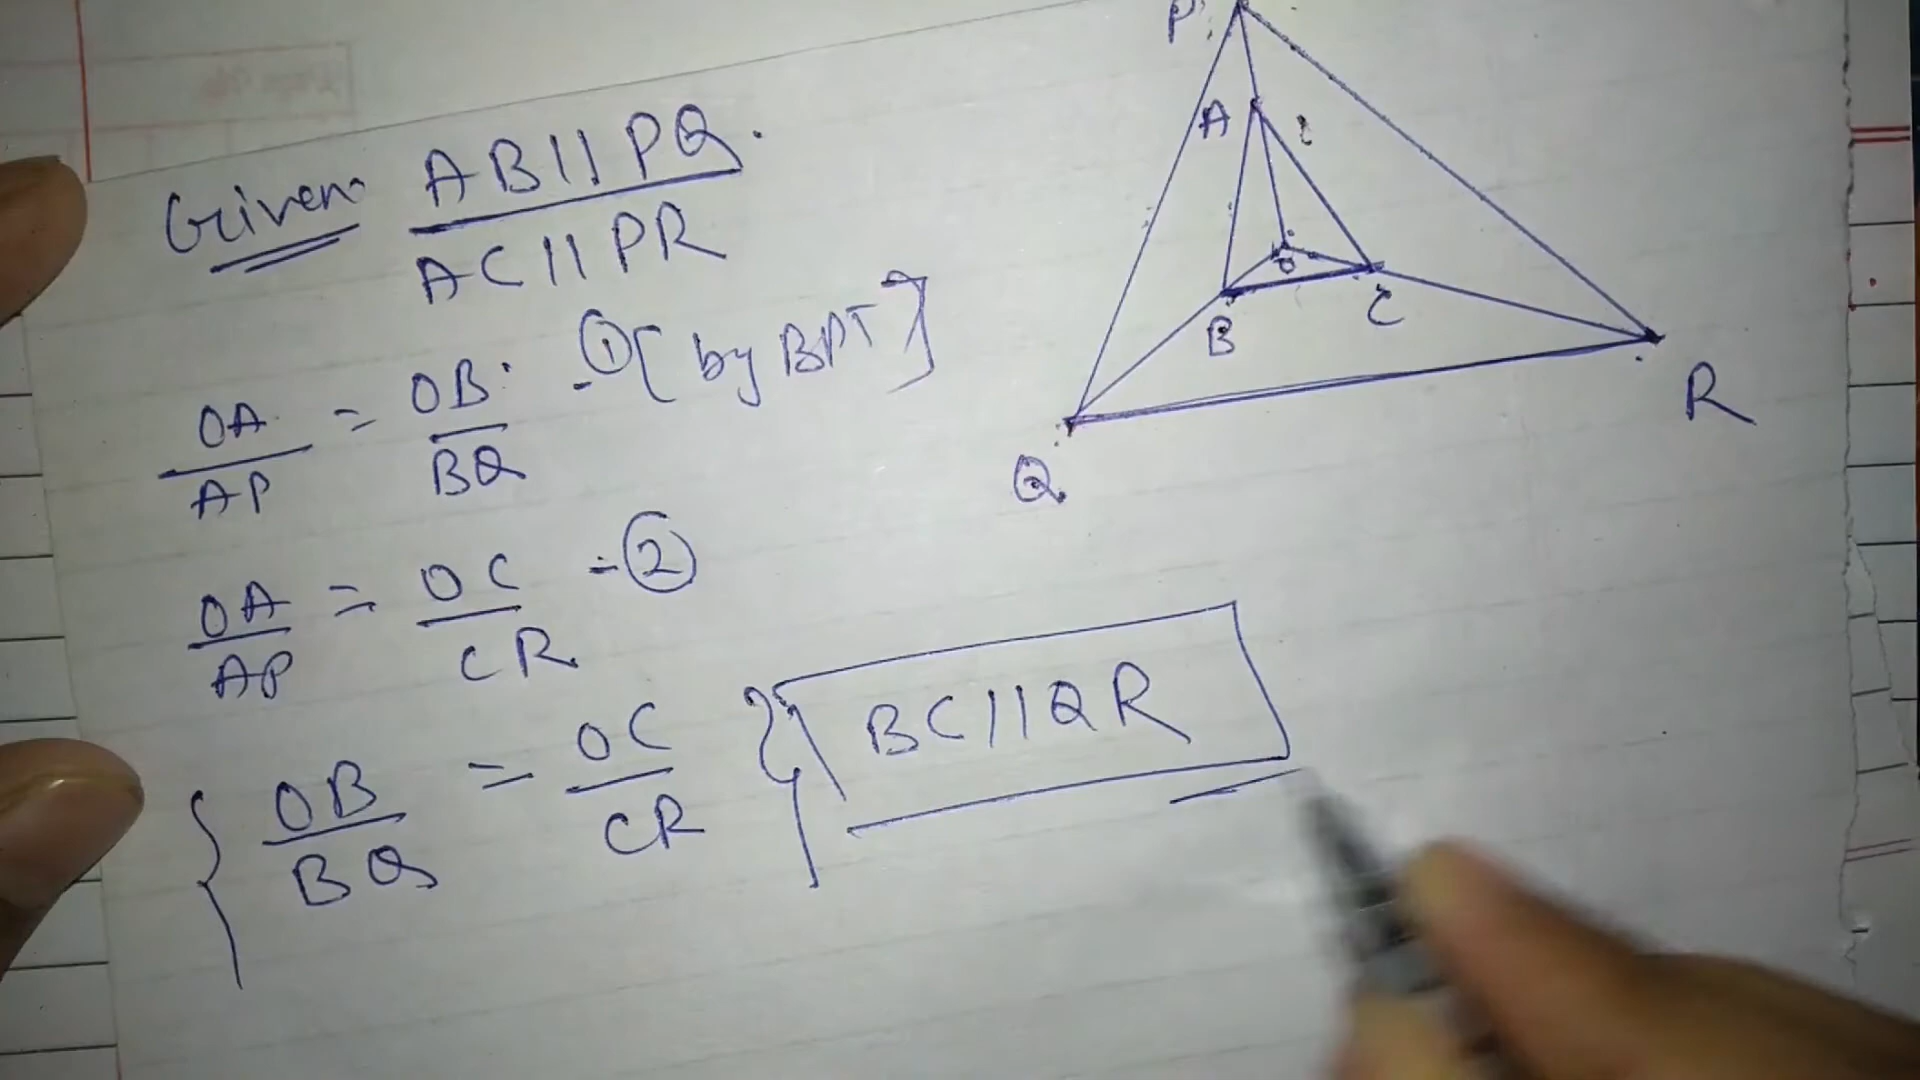 Given AB || PQ.
AC || PR
OA/AP = OB/BQ - ① [by BPT]
OA/AP = OC/CR - ②
{ OB/BQ = OC/CR }
BC || QR
P
A
O
B
C
Q
R